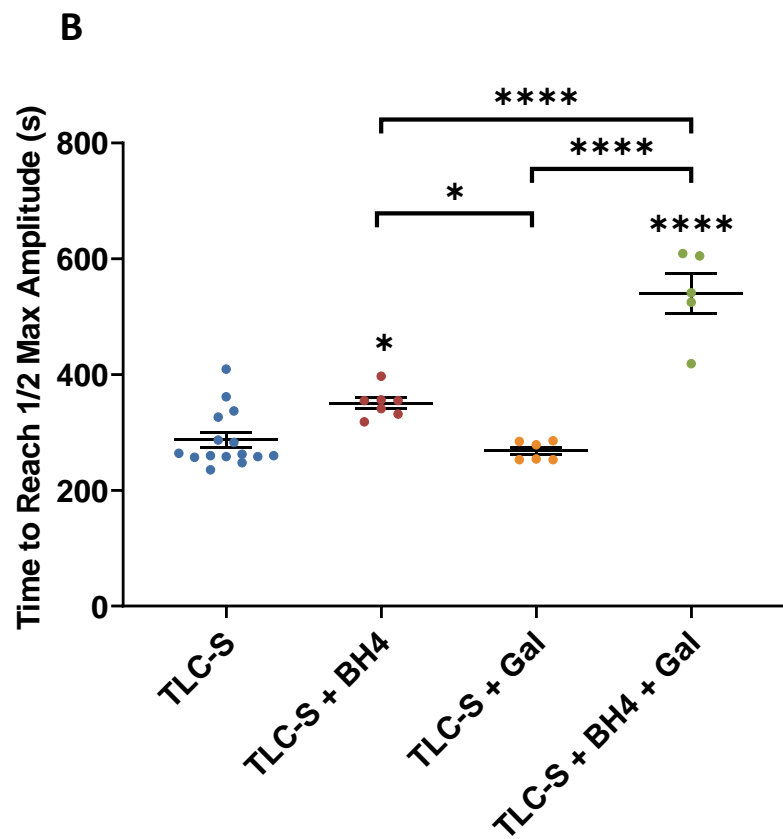 B
Time to Reach 1/2 Max Amplitude (s)
800
600
400
200
0
****
****
*
****
*
TLC-S
TLC-S + BH4
TLC-S + Gal
TLC-S + BH4 + Gal